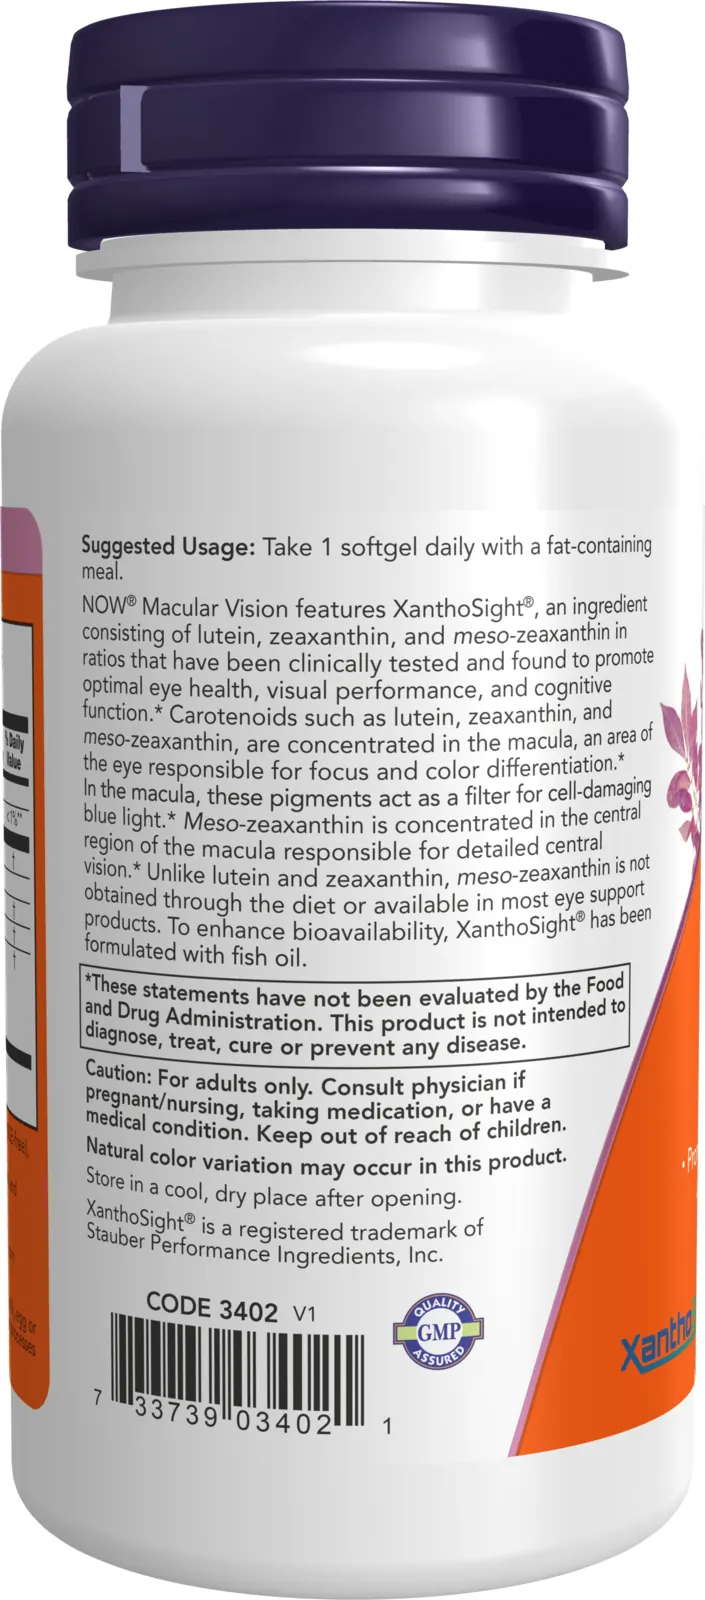 Suggested Usage: Take 1 softgel daily with a fat-containing
meal.
NOW® Macular Vision features XanthoSight®, an ingredient
consisting of lutein, zeaxanthin, and meso-zeaxanthin in
ratios that have been clinically tested and found to promote
optimal eye health, visual performance, and cognitive
function.* Carotenoids such as lutein, zeaxanthin, and
meso-zeaxanthin, are concentrated in the macula, an area of
the eye responsible for focus and color differentiation.*
In the macula, these pigments act as a filter for cell-damaging
blue light.* Meso-zeaxanthin is concentrated in the central
region of the macula responsible for detailed central
vision.* Unlike lutein and zeaxanthin, meso-zeaxanthin is not
obtained through the diet or available in most eye support
products. To enhance bioavailability, XanthoSight® has been
formulated with fish oil.
*These statements have not been evaluated by the Food
and Drug Administration. This product is not intended to
diagnose, treat, cure or prevent any disease.
Caution: For adults only. Consult physician if
pregnant/nursing, taking medication, or have a
medical condition. Keep out of reach of children.
Natural color variation may occur in this product.
Store in a cool, dry place after opening.
XanthoSight® is a registered trademark of
Stauber Performance Ingredients, Inc.
CODE 3402 V1
7 33739 03402 1
QUALITY
GMP
ASSURED
% Daily
Value
<1%**
†
†
†
†
egg or
processes
Xantho